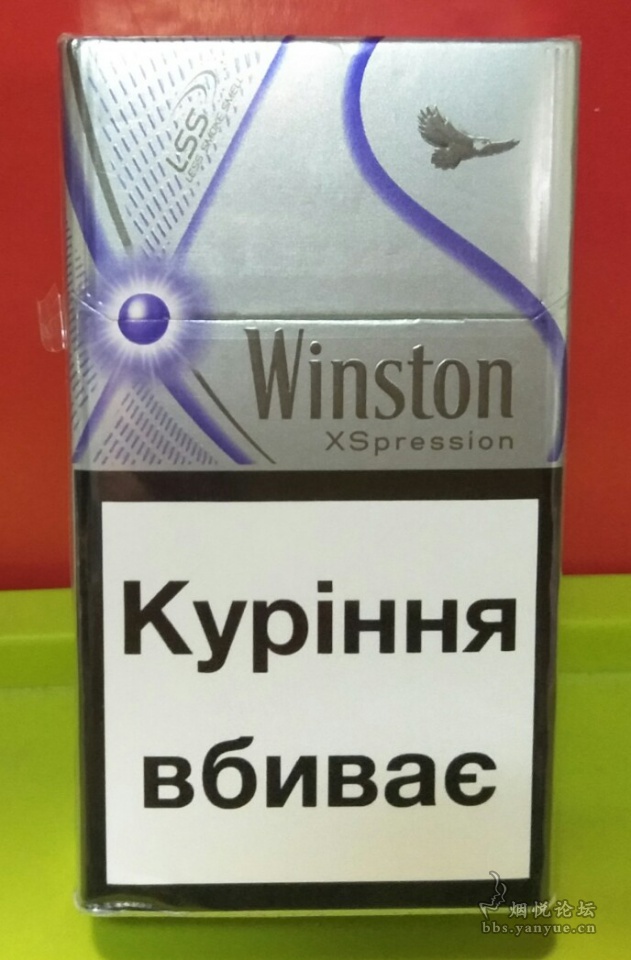 LSS
LESS SMOKE SMELL
Winston
XSpression
Куріння
вбиває
烟悦论坛
bbs.yanyue.cn